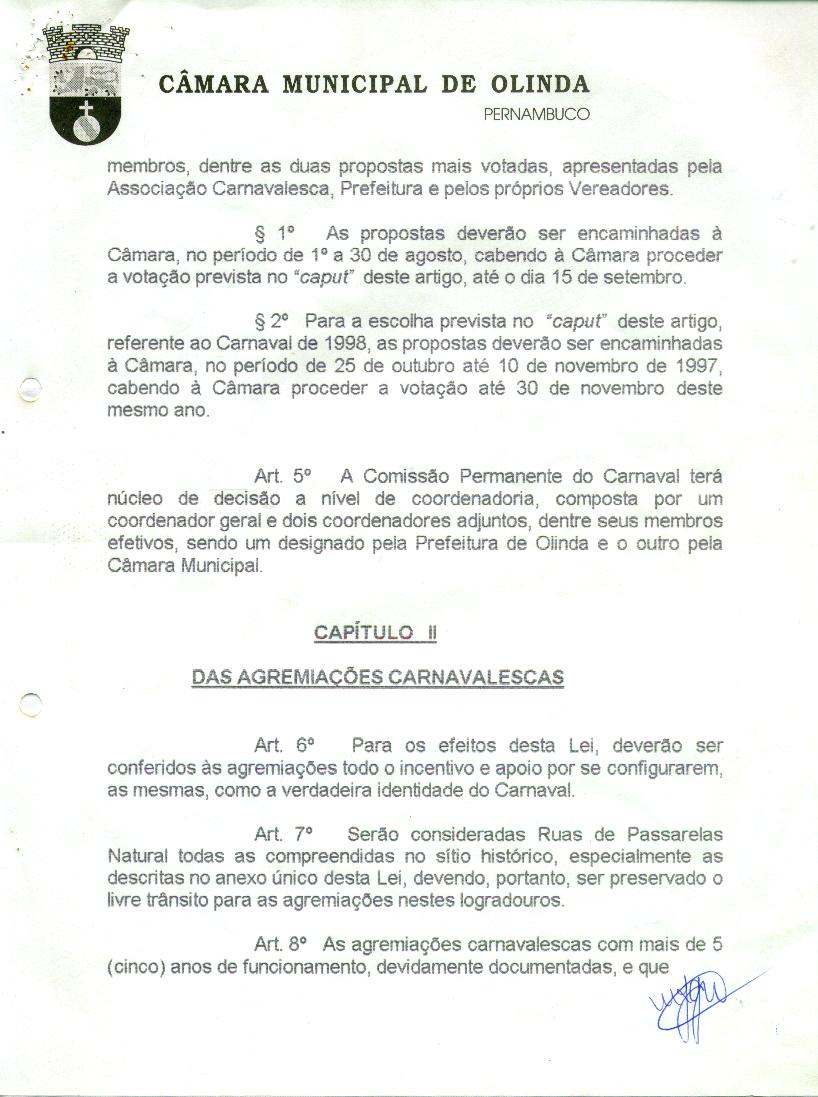 CÂMARA MUNICIPAL DE OLINDA
PERNAMBUCO
membros, dentre as duas propostas mais votadas, apresentadas pela
Associação Carnavalesca, Prefeitura e pelos próprios Vereadores.
§ 1º As propostas deverão ser encaminhadas à
Câmara, no período de 1º a 30 de agosto, cabendo à Câmara proceder
a votação prevista no “caput” deste artigo, até o dia 15 de setembro.
§ 2º Para a escolha prevista no “caput” deste artigo,
referente ao Carnaval de 1998, as propostas deverão ser encaminhadas
à Câmara, no período de 25 de outubro até 10 de novembro de 1997,
cabendo à Câmara proceder a votação até 30 de novembro deste
mesmo ano.
Art. 5º A Comissão Permanente do Carnaval terá
núcleo de decisão a nível de coordenadoria, composta por um
coordenador geral e dois coordenadores adjuntos, dentre seus membros
efetivos, sendo um designado pela Prefeitura de Olinda e o outro pela
Câmara Municipal.
CAPÍTULO II
DAS AGREMIAÇÕES CARNAVALESCAS
Art. 6º Para os efeitos desta Lei, deverão ser
conferidos às agremiações todo o incentivo e apoio por se configurarem,
as mesmas, como a verdadeira identidade do Carnaval.
Art. 7º Serão consideradas Ruas de Passarelas
Natural todas as compreendidas no sítio histórico, especialmente as
descritas no anexo único desta Lei, devendo, portanto, ser preservado o
livre trânsito para as agremiações nestes logradouros.
Art. 8º As agremiações carnavalescas com mais de 5
(cinco) anos de funcionamento, devidamente documentadas, e que